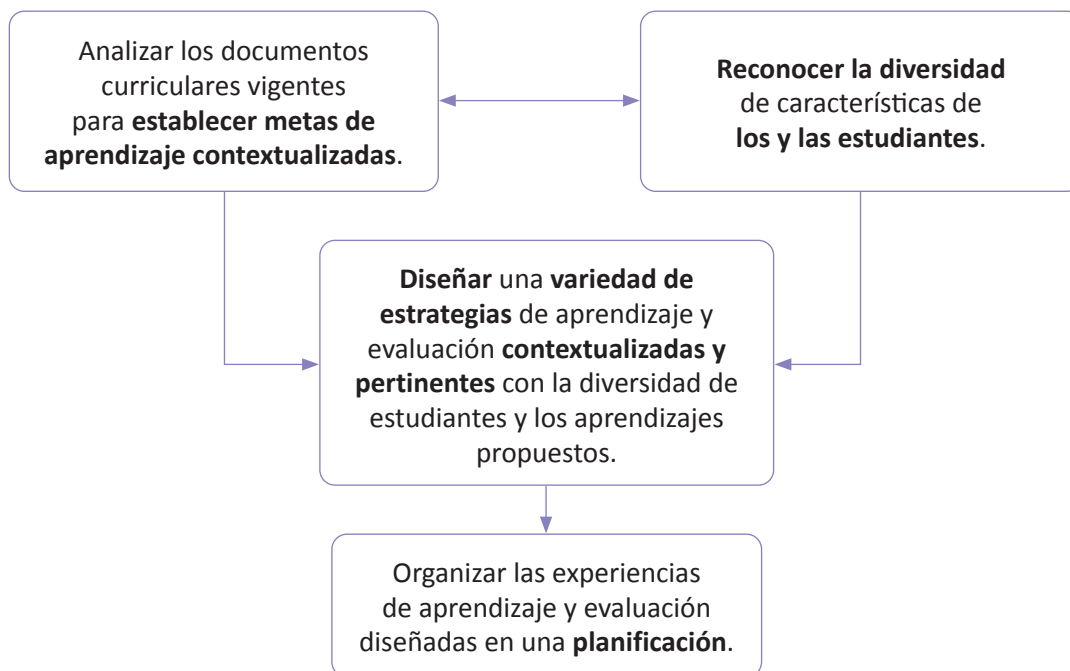 Analizar los documentos
curriculares vigentes
para establecer metas de
aprendizaje contextualizadas.
Reconocer la diversidad
de características de
los y las estudiantes.
Diseñar una variedad de
estrategias de aprendizaje y
evaluación contextualizadas y
pertinentes con la diversidad de
estudiantes y los aprendizajes
propuestos.
Organizar las experiencias
de aprendizaje y evaluación
diseñadas en una planificación.